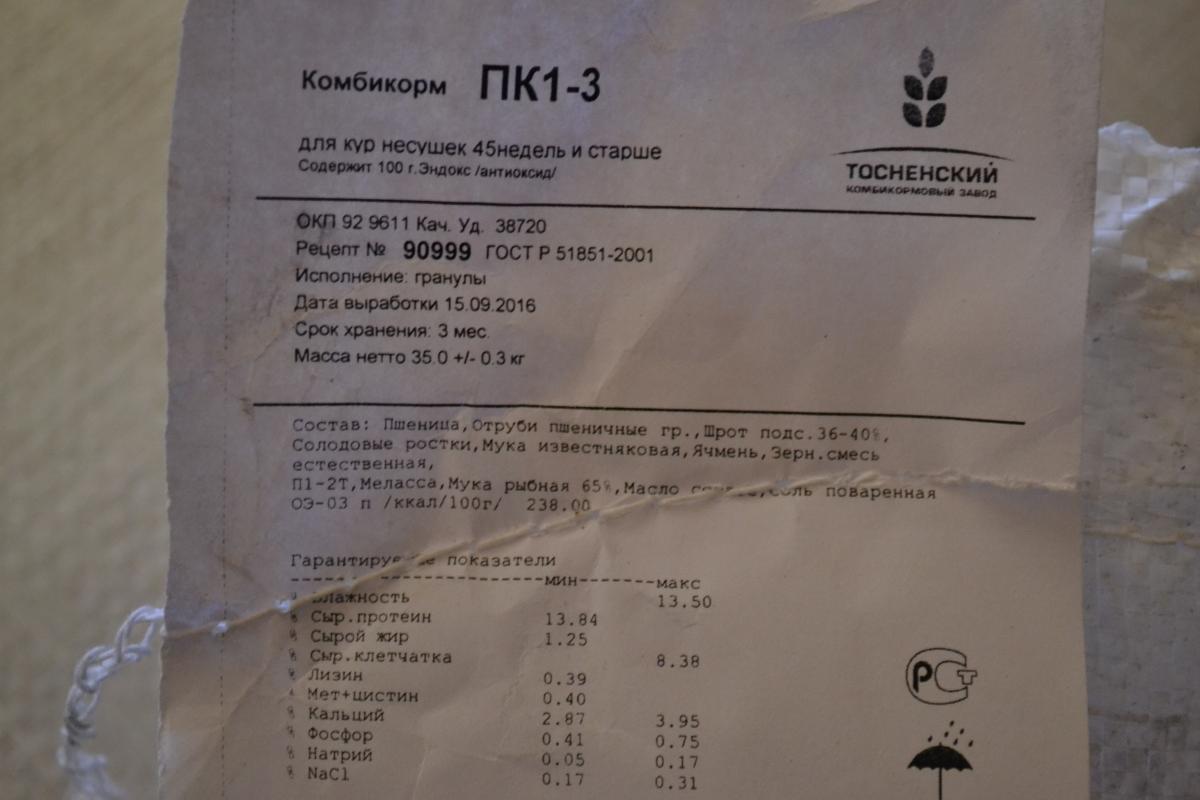 Комбикорм ПК1-3
для кур несушек 45недель и старше
Содержит 100 г.Эндокс /антиоксид/
ТОСНЕНСКИЙ
КОМБИКОРМОВЫЙ ЗАВОД
ОКП 92 9611 Кач. Уд. 38720
Рецепт № 90999 ГОСТ Р 51851-2001
Исполнение: гранулы
Дата выработки 15.09.2016
Срок хранения: 3 мес.
Масса нетто 35.0 +/- 0.3 кг
Состав: Пшеница,Отруби пшеничные гр.,Шрот подс.36-40%,
Солодовые ростки,Мука известняковая,Ячмень,Зерн.смесь
естественная,
П1-2Т,Меласса,Мука рыбная 65%,Масло Соль поваренная
ОЭ-03 п /ккал/100г/ 238.00
Гарантируемые показатели
--------------------мин-------макс
% Влажность 13.50
% Сыр.протеин 13.84
% Сырой жир 1.25
% Сыр.клетчатка 8.38
% Лизин 0.39
% Мет+цистин 0.40
% Кальций 2.87 3.95
% Фосфор 0.41 0.75
% Натрий 0.05 0.17
% NaCl 0.17 0.31
РСТ